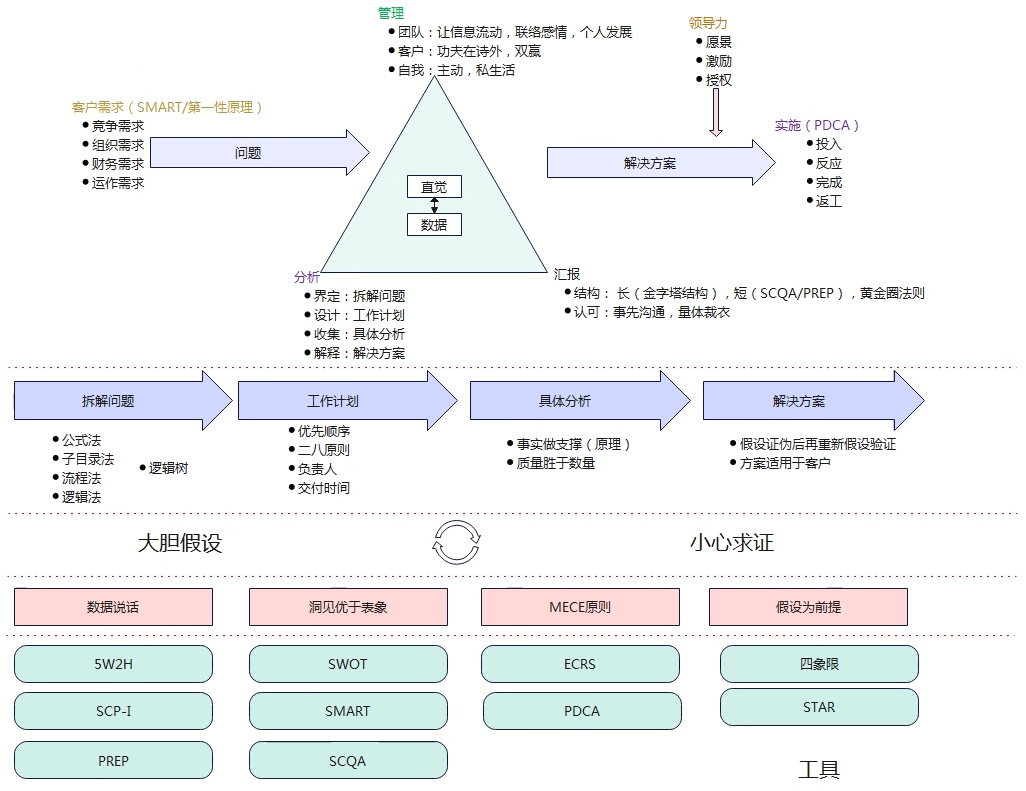 管理
●团队：让信息流动，联络感情，个人发展
●客户：功夫在诗外，双赢
●自我：主动，私生活
领导力
●愿景
●激励
●授权
客户需求（SMART/第一性原理）
●竞争需求
●组织需求
●财务需求
●运作需求
问题
解决方案
实施（PDCA）
●投入
●反应
●完成
●返工
直觉
数据
分析
●界定：拆解问题
●设计：工作计划
●收集：具体分析
●解释：解决方案
汇报
●结构： 长（金字塔结构），短（SCQA/PREP），黄金圈法则
●认可：事先沟通，量体裁衣
拆解问题
●公式法
●子目录法
●流程法
●逻辑法
●逻辑树
工作计划
●优先顺序
●二八原则
●负责人
●交付时间
具体分析
●事实做支撑（原理）
●质量胜于数量
解决方案
●假设证伪后再重新假设验证
●方案适用于客户
大胆假设
小心求证
数据说话
洞见优于表象
MECE原则
假设为前提
5W2H
SWOT
ECRS
四象限
SCP-I
SMART
PDCA
STAR
PREP
SCQA
工具